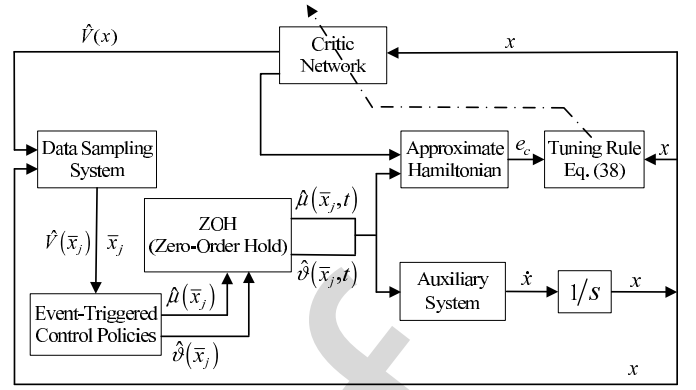 V̂(x)
Critic
Network
x
Data Sampling
System
Approximate
Hamiltonian
e_c
Tuning Rule
Eq. (38)
x
V̂(x̄_j) x̄_j
ZOH
(Zero-Order Hold)
μ̂(x̄_j,t)
ϑ̂(x̄_j,t)
Auxiliary
System
ẋ
1/s
x
Event-Triggered
Control Policies
μ̂(x̄_j)
ϑ̂(x̄_j)
x